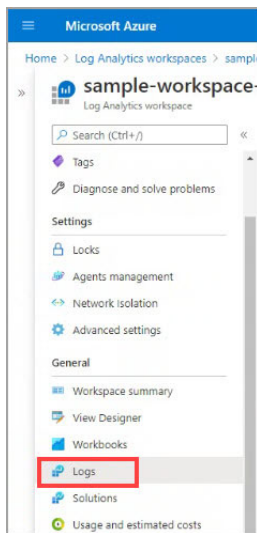 Microsoft Azure
Home > Log Analytics workspaces > sampl
sample-workspace-
Log Analytics workspace
Search (Ctrl+/)
Tags
Diagnose and solve problems
Settings
Locks
Agents management
Network Isolation
Advanced settings
General
Workspace summary
View Designer
Workbooks
Logs
Solutions
Usage and estimated costs